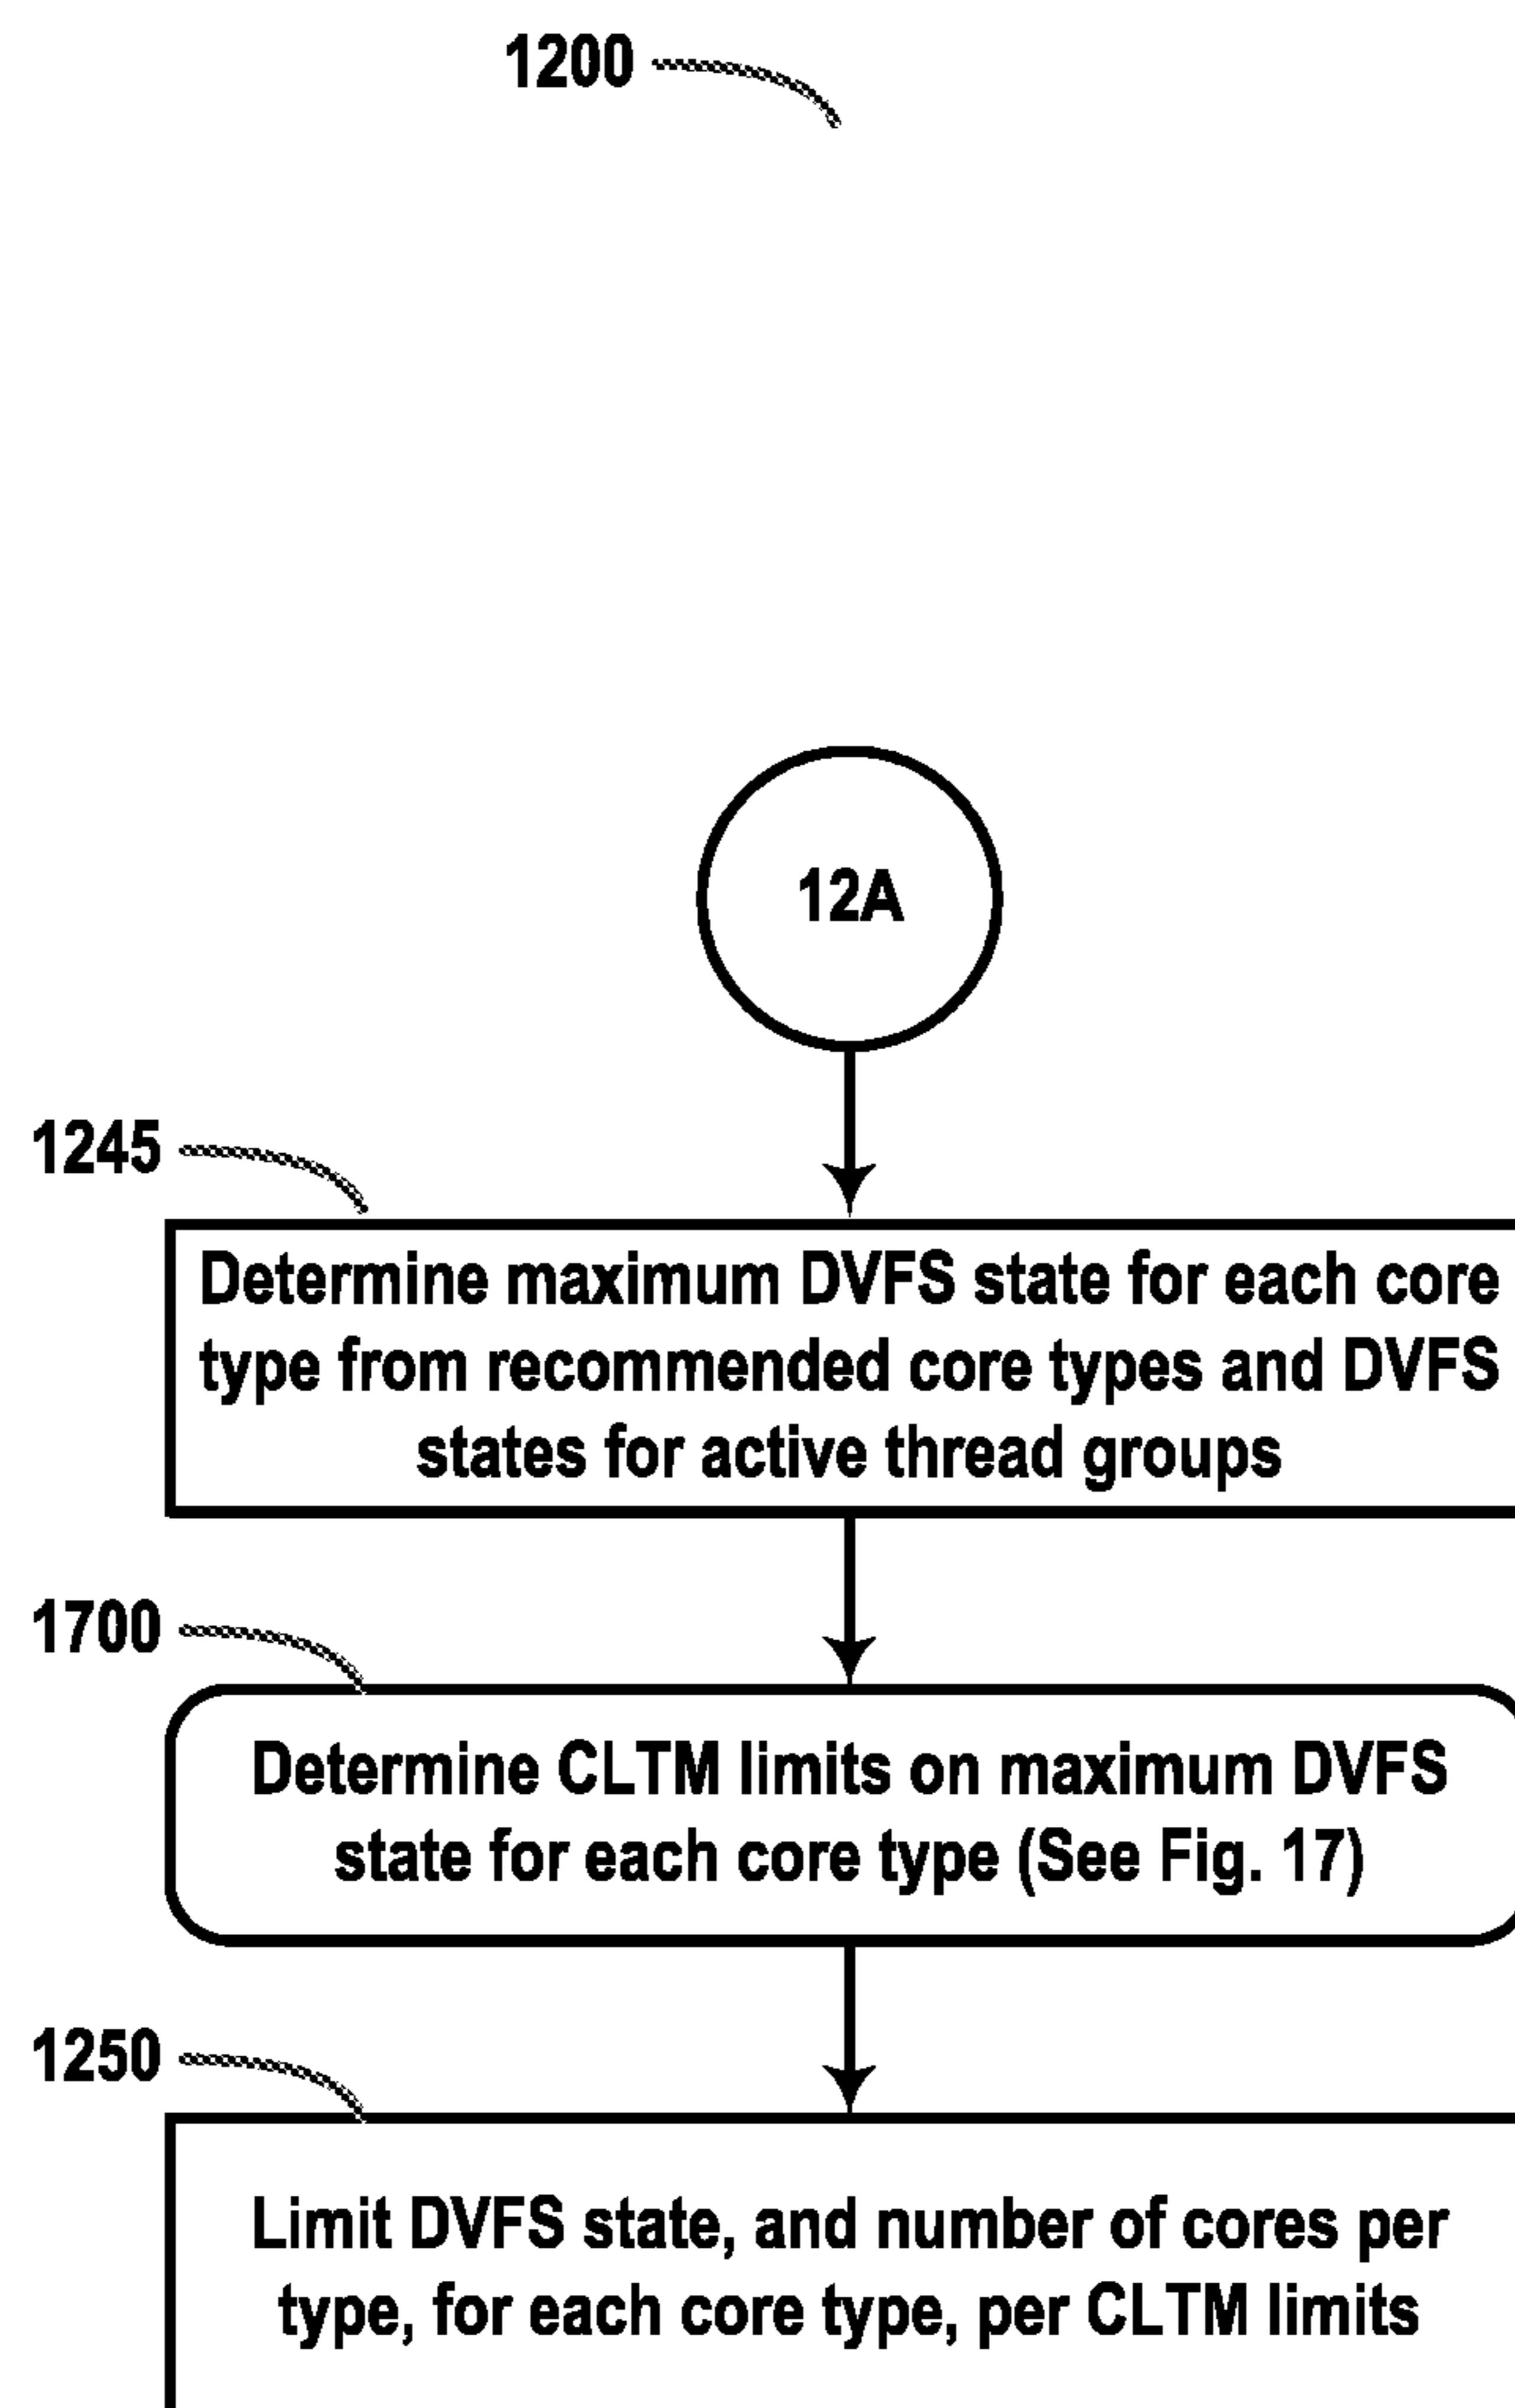 1200
12A
1245
Determine maximum DVFS state for each core
type from recommended core types and DVFS
states for active thread groups
1700
Determine CLTM limits on maximum DVFS
state for each core type (See Fig. 17)
1250
Limit DVFS state, and number of cores per
type, for each core type, per CLTM limits